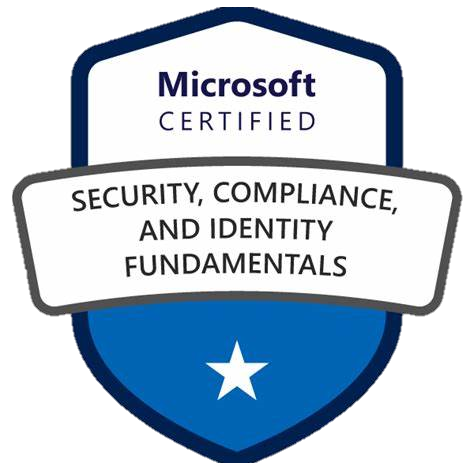 Microsoft
CERTIFIED
SECURITY, COMPLIANCE,
AND IDENTITY
FUNDAMENTALS